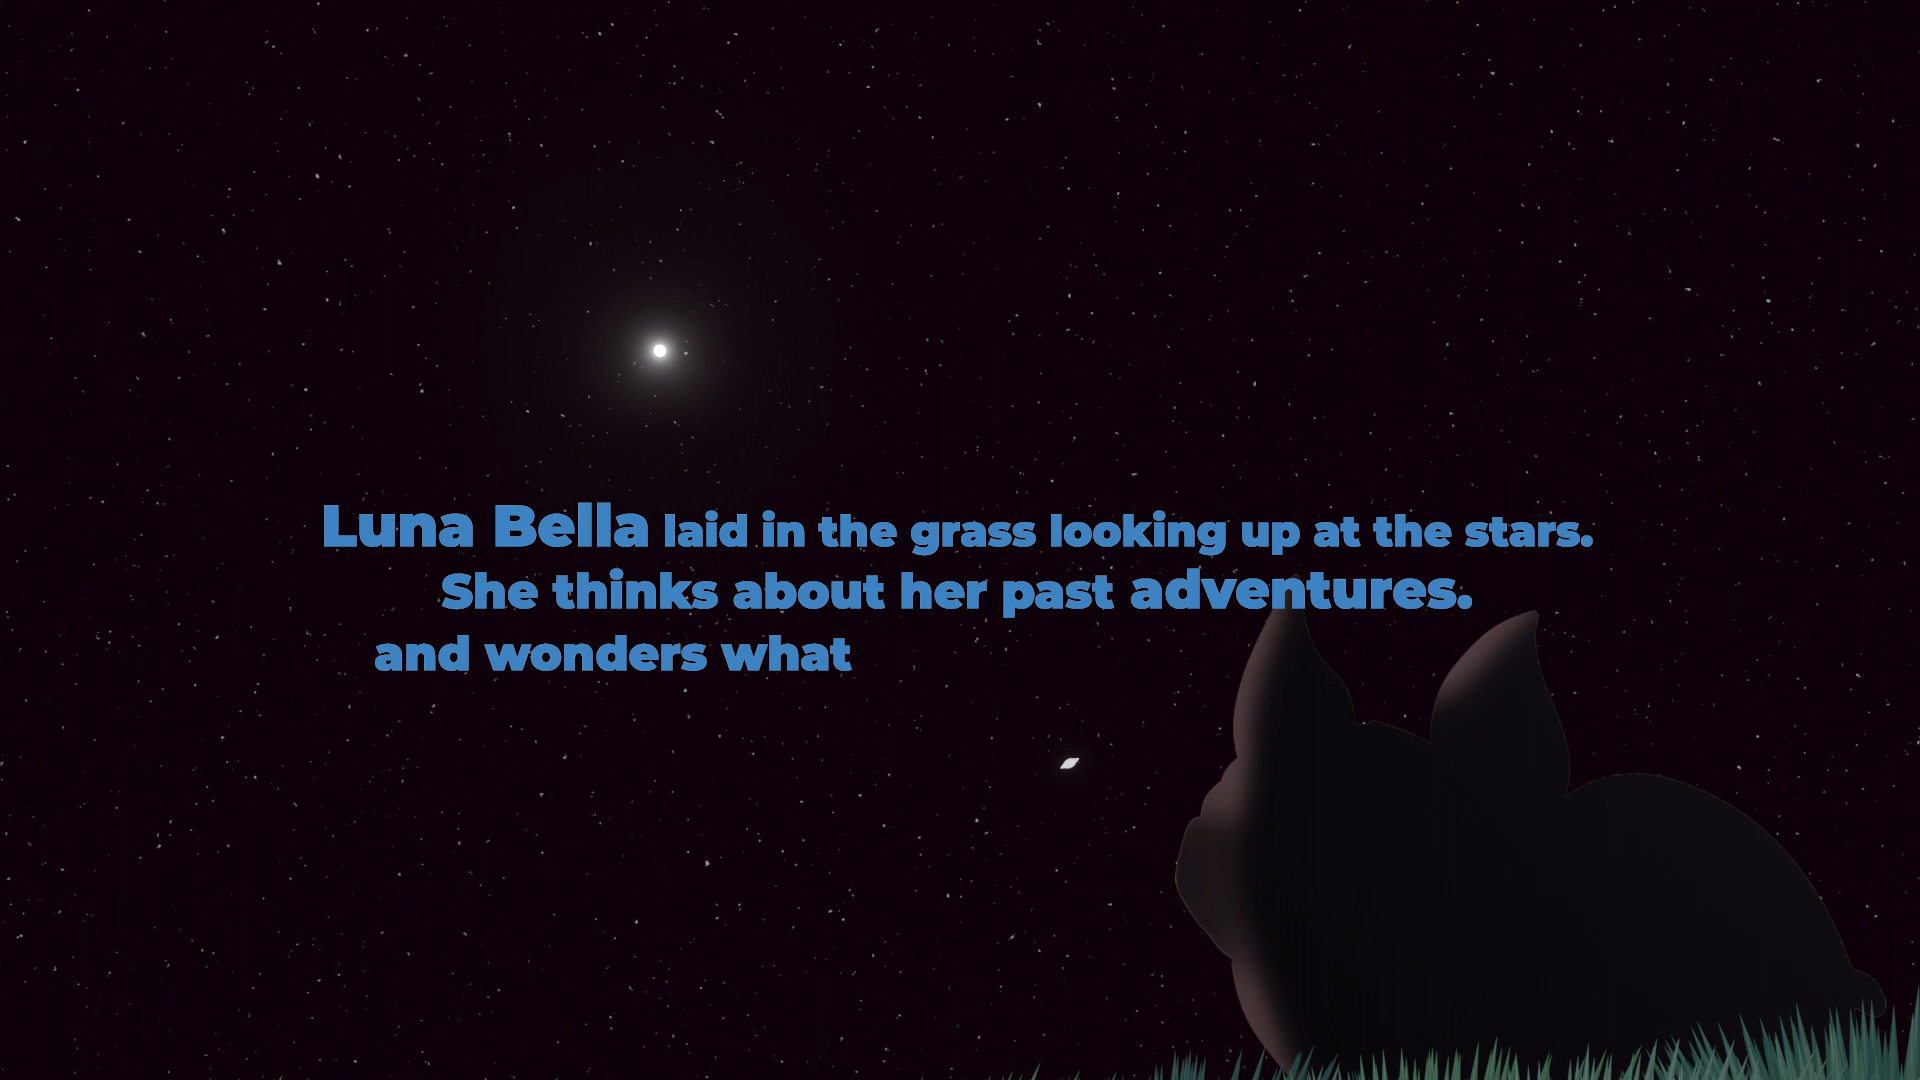 Luna Bella laid in the grass looking up at the stars.
She thinks about her past adventures.
and wonders what